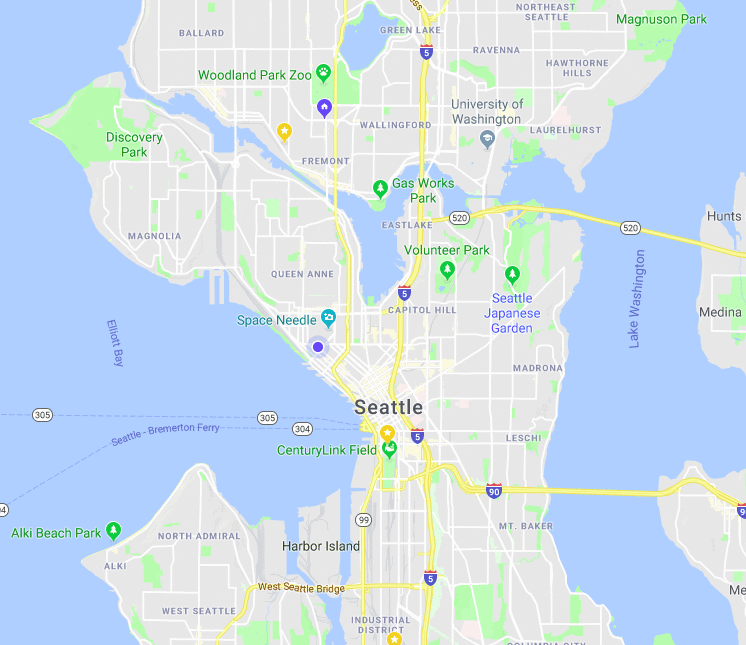 NORTHEAST
SEATTLE
Magnuson Park
GREEN LAKE
BALLARD
5
RAVENNA
HAWTHORNE
HILLS
Woodland Park Zoo
University of
Washington
WALLINGFORD
LAURELHURST
Discovery
Park
FREMONT
Gas Works
Park
520
Hunts
EASTLAKE
520
MAGNOLIA
Volunteer Park
QUEEN ANNE
5
Seattle
Japanese
Garden
Lake Washington
CAPITOL HILL
Medina
Space Needle
Elliott Bay
MADRONA
Seattle
305
305
304
Seattle - Bremerton Ferry
5
LESCHI
CenturyLink Field
90
99
MT. BAKER
Alki Beach Park
NORTH ADMIRAL
Harbor Island
ALKI
5
West Seattle Bridge
WEST SEATTLE
INDUSTRIAL
DISTRICT